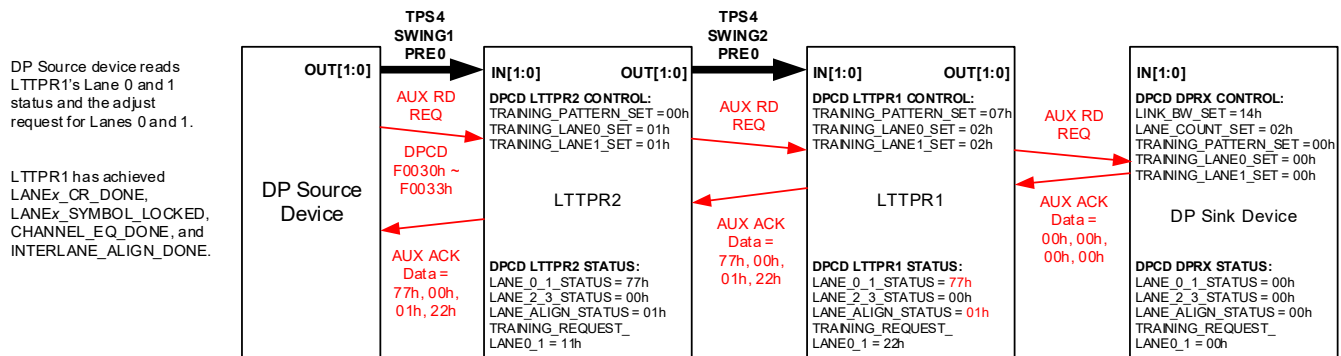 DP Source device reads
LTTPR1's Lane 0 and 1
status and the adjust
request for Lanes 0 and 1.
LTTPR1 has achieved
LANEx_CR_DONE,
LANEx_SYMBOL_LOCKED,
CHANNEL_EQ_DONE, and
INTERLANE_ALIGN_DONE.
OUT[1:0]
DP Source
Device
TPS4
SWING1
PRE0
AUX RD
REQ
DPCD
F0030h ~
F0033h
AUX ACK
Data =
77h, 00h,
01h, 22h
IN[1:0]
OUT[1:0]
DPCD LTTPR2 CONTROL:
TRAINING_PATTERN_SET = 00h
TRAINING_LANE0_SET = 01h
TRAINING_LANE1_SET = 01h
LTTPR2
DPCD LTTPR2 STATUS:
LANE_0_1_STATUS = 77h
LANE_2_3_STATUS = 00h
LANE_ALIGN_STATUS = 01h
TRAINING_REQUEST_
LANE0_1 = 11h
TPS4
SWING2
PRE0
AUX RD
REQ
AUX ACK
Data =
77h, 00h,
01h, 22h
IN[1:0]
OUT[1:0]
DPCD LTTPR1 CONTROL:
TRAINING_PATTERN_SET = 07h
TRAINING_LANE0_SET = 02h
TRAINING_LANE1_SET = 02h
LTTPR1
DPCD LTTPR1 STATUS:
LANE_0_1_STATUS = 77h
LANE_2_3_STATUS = 00h
LANE_ALIGN_STATUS = 01h
TRAINING_REQUEST_
LANE0_1 = 22h
AUX RD
REQ
AUX ACK
Data =
00h, 00h,
00h, 00h
IN[1:0]
DPCD DPRX CONTROL:
LINK_BW_SET = 14h
LANE_COUNT_SET = 02h
TRAINING_PATTERN_SET = 00h
TRAINING_LANE0_SET = 00h
TRAINING_LANE1_SET = 00h
DP Sink Device
DPCD DPRX STATUS:
LANE_0_1_STATUS = 00h
LANE_2_3_STATUS = 00h
LANE_ALIGN_STATUS = 00h
TRAINING_REQUEST_
LANE0_1 = 00h